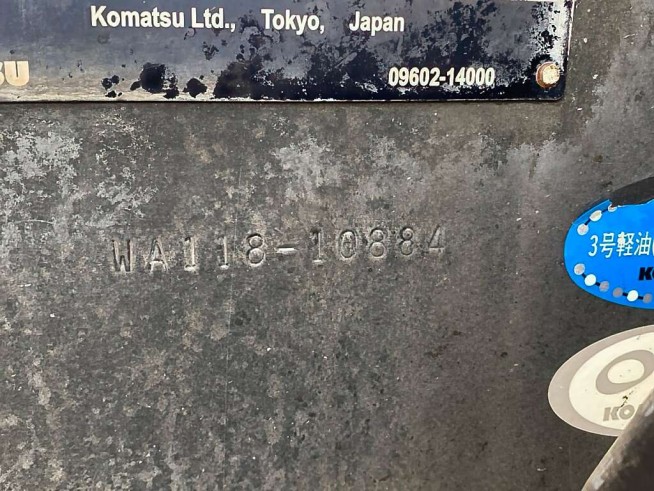 Komatsu Ltd., Tokyo, Japan
09602-14000
WA118-10884
3号軽油